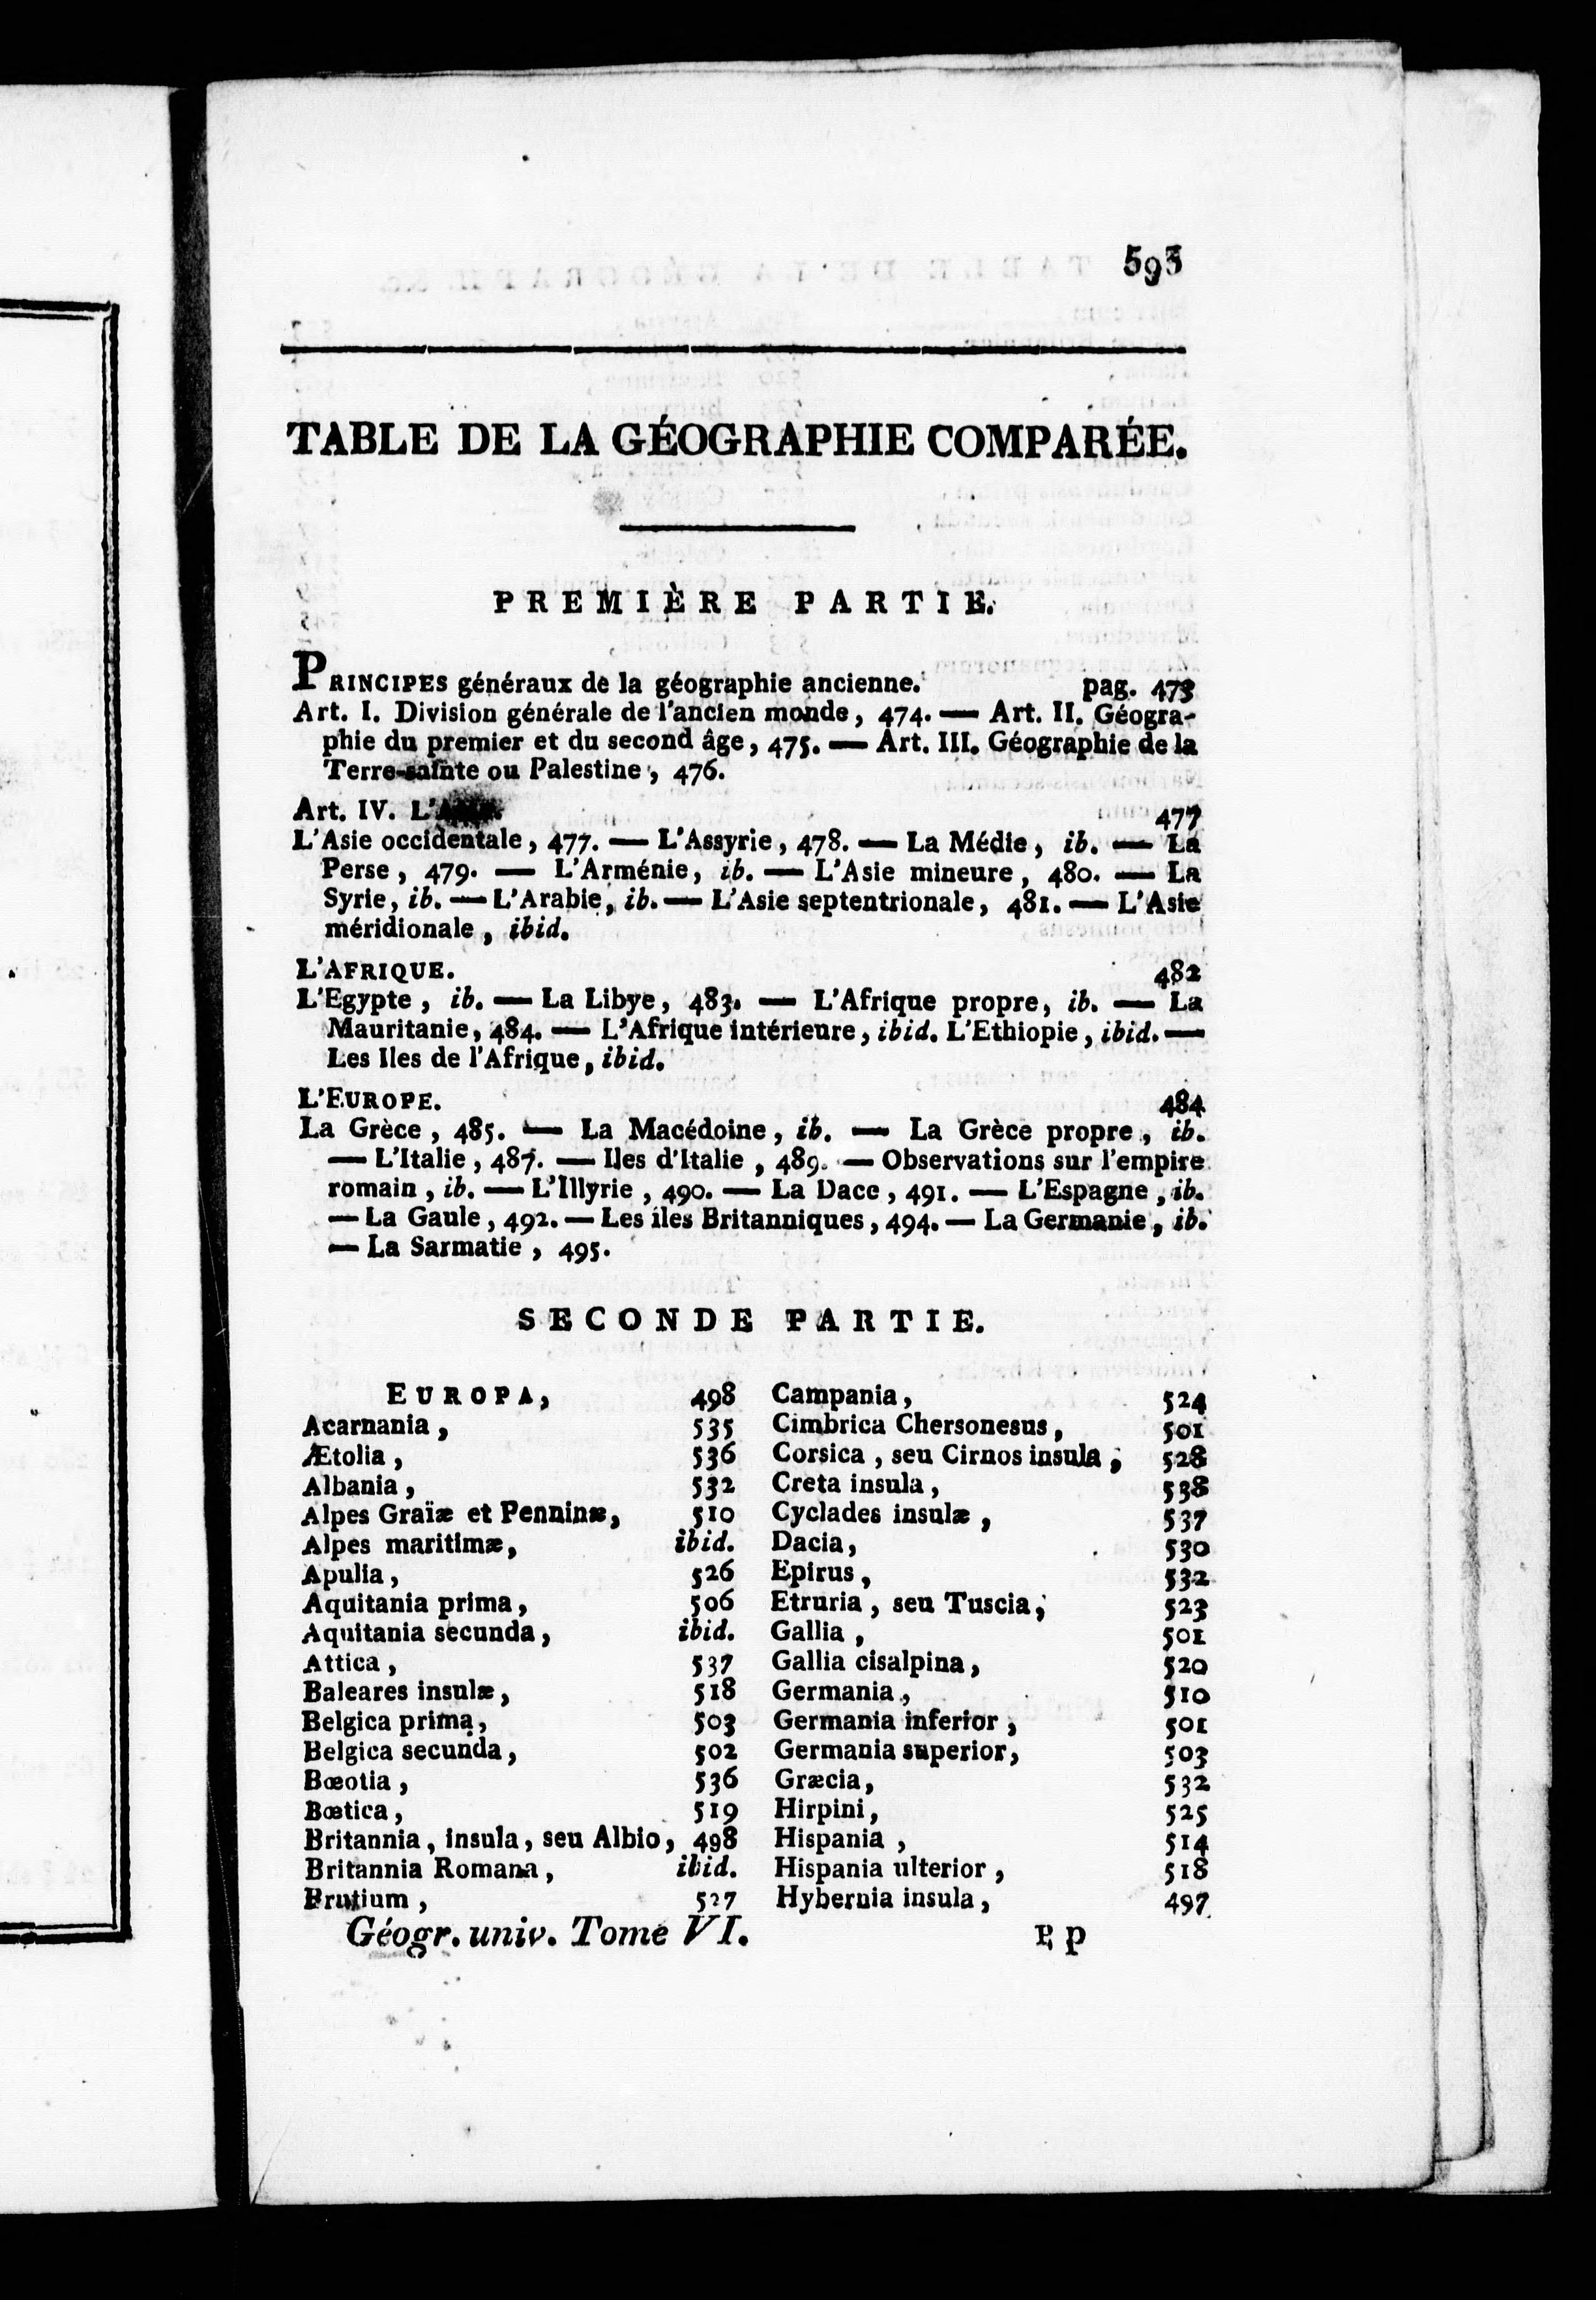 593
TABLE DE LA GÉOGRAPHIE COMPARÉE.
PREMIÈRE PARTIE.
PRINCIPES généraux de la géographie ancienne. pag. 473
Art. I. Division générale de l'ancien monde, 474. — Art. II. Géogra-
phie du premier et du second âge, 475. — Art. III. Géographie de la
Terre-sainte ou Palestine, 476.
Art. IV. 477
L'Asie occidentale, 477. — L'Assyrie, 478. — La Médie, ib. — La
Perse, 479. — L'Arménie, ib. — L'Asie mineure, 480. — La
Syrie, ib. — L'Arabie, ib. — L'Asie septentrionale, 481. — L'Asie
méridionale, ibid.
L'AFRIQUE. 482
L'Egypte, ib. — La Libye, 483. — L'Afrique propre, ib. — La
Mauritanie, 484. — L'Afrique intérieure, ibid. L'Ethiopie, ibid. —
Les Iles de l'Afrique, ibid.
L'EUROPE. 484
La Grèce, 485. — La Macédoine, ib. — La Grèce propre, ib.
— L'Italie, 487. — Iles d'Italie, 489. — Observations sur l'empire
romain, ib. — L'Illyrie, 490. — La Dace, 491. — L'Espagne, ib.
— La Gaule, 492. — Les îles Britanniques, 494. — La Germanie, ib.
— La Sarmatie, 495.
SECONDE PARTIE.
EUROPA, 498
Acarnania, 535
Ætolia, 536
Albania, 532
Alpes Graïæ et Penninæ, 510
Alpes maritimæ, ibid.
Apulia, 526
Aquitania prima, 506
Aquitania secunda, ibid.
Attica, 537
Baleares insulæ, 518
Belgica prima, 503
Belgica secunda, 502
Bœotia, 536
Bœtica, 519
Britannia, insula, seu Albio, 498
Britannia Romana, ibid.
Brutium, 527
Campania, 524
Cimbrica Chersonesus, 501
Corsica, seu Cirnos insula, 528
Creta insula, 538
Cyclades insulæ, 537
Dacia, 530
Epirus, 532
Etruria, seu Tuscia, 523
Gallia, 501
Gallia cisalpina, 520
Germania, 510
Germania inferior, 501
Germania superior, 503
Græcia, 532
Hirpini, 525
Hispania, 514
Hispania ulterior, 518
Hybernia insula, 497
Géogr. univ. Tome VI. P p